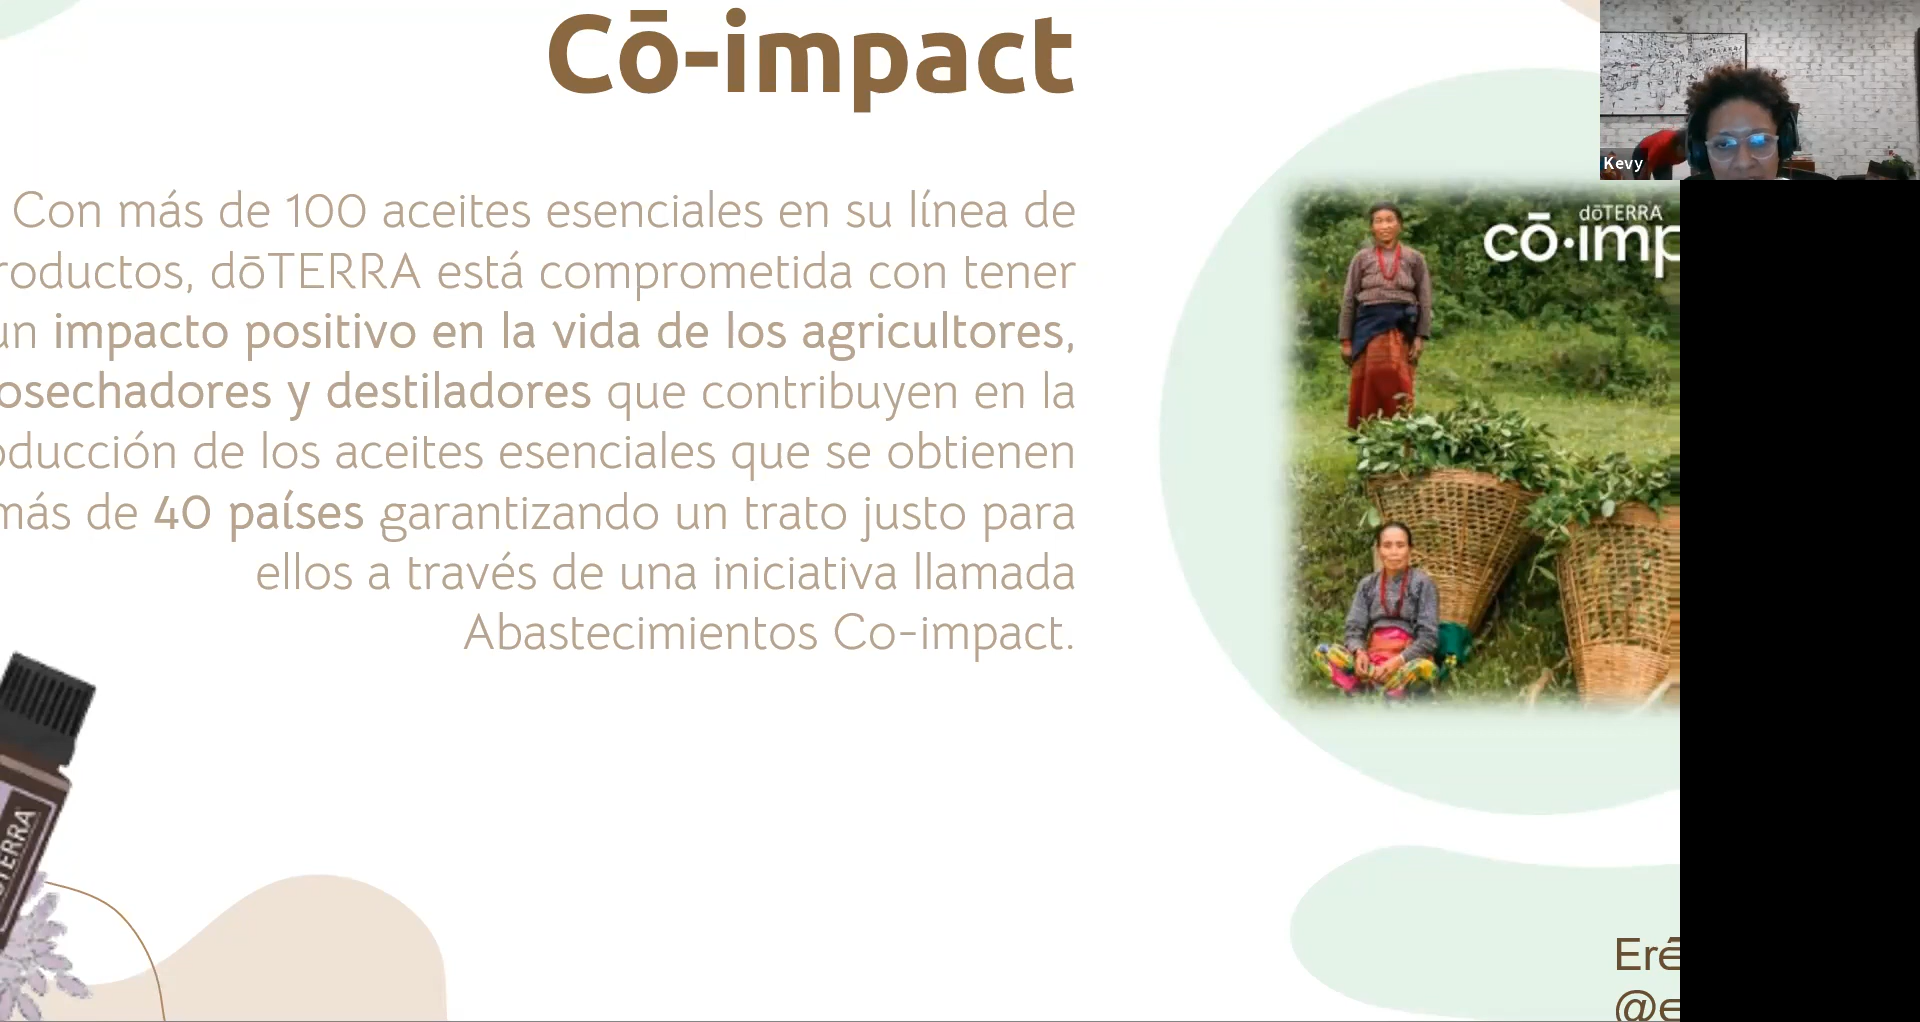 Cō-impact
Con más de 100 aceites esenciales en su línea de
roductos, dōTERRA está comprometida con tener
un impacto positivo en la vida de los agricultores,
osechadores y destiladores que contribuyen en la
oducción de los aceites esenciales que se obtienen
más de 40 países garantizando un trato justo para
ellos a través de una iniciativa llamada
Abastecimientos Co-impact.
dōTERRA
cō·imp
Kevy
ōTERRA
Eré
@e